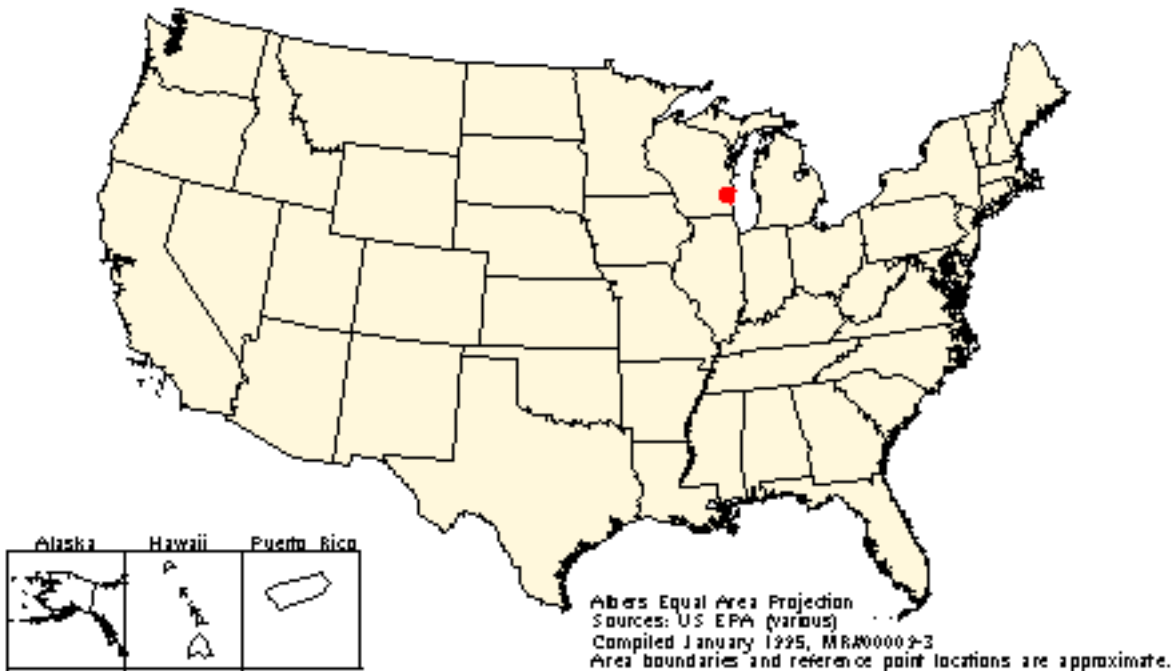 Alaska
Hawaii
Puerto Rico
Albers Equal Area Projection
Sources: US EPA (various)
Compiled January 1995, MR#00009-3
Area boundaries and reference point locations are approximate.